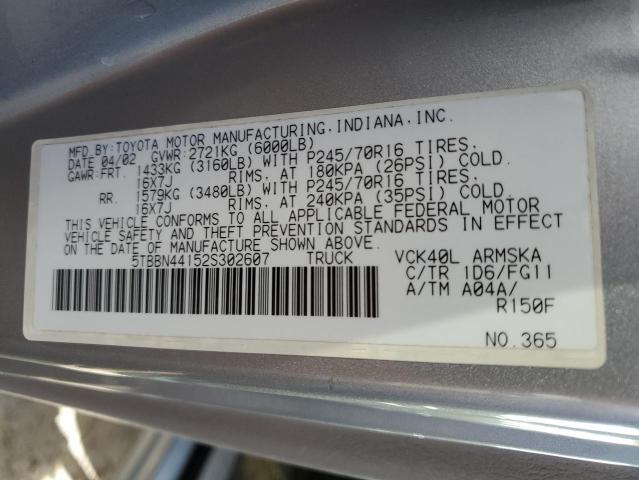 MFD BY:TOYOTA MOTOR MANUFACTURING,INDIANA,INC.
DATE 04/02 GVWR:2721KG (6000LB)
GAWR:FRT. 1433KG (3160LB) WITH P245/70R16 TIRES,
16X7J RIMS, AT 180KPA (26PSI) COLD.
RR. 1579KG (3480LB) WITH P245/70R16 TIRES,
16X7J RIMS, AT 240KPA (35PSI) COLD.
THIS VEHICLE CONFORMS TO ALL APPLICABLE FEDERAL MOTOR
VEHICLE SAFETY AND THEFT PREVENTION STANDARDS IN EFFECT
ON THE DATE OF MANUFACTURE SHOWN ABOVE.
5TBBN44152S302607 TRUCK VCK40L ARMSKA
C/TR 1D6/FG11
A/TM A04A/
R150F
NO.365